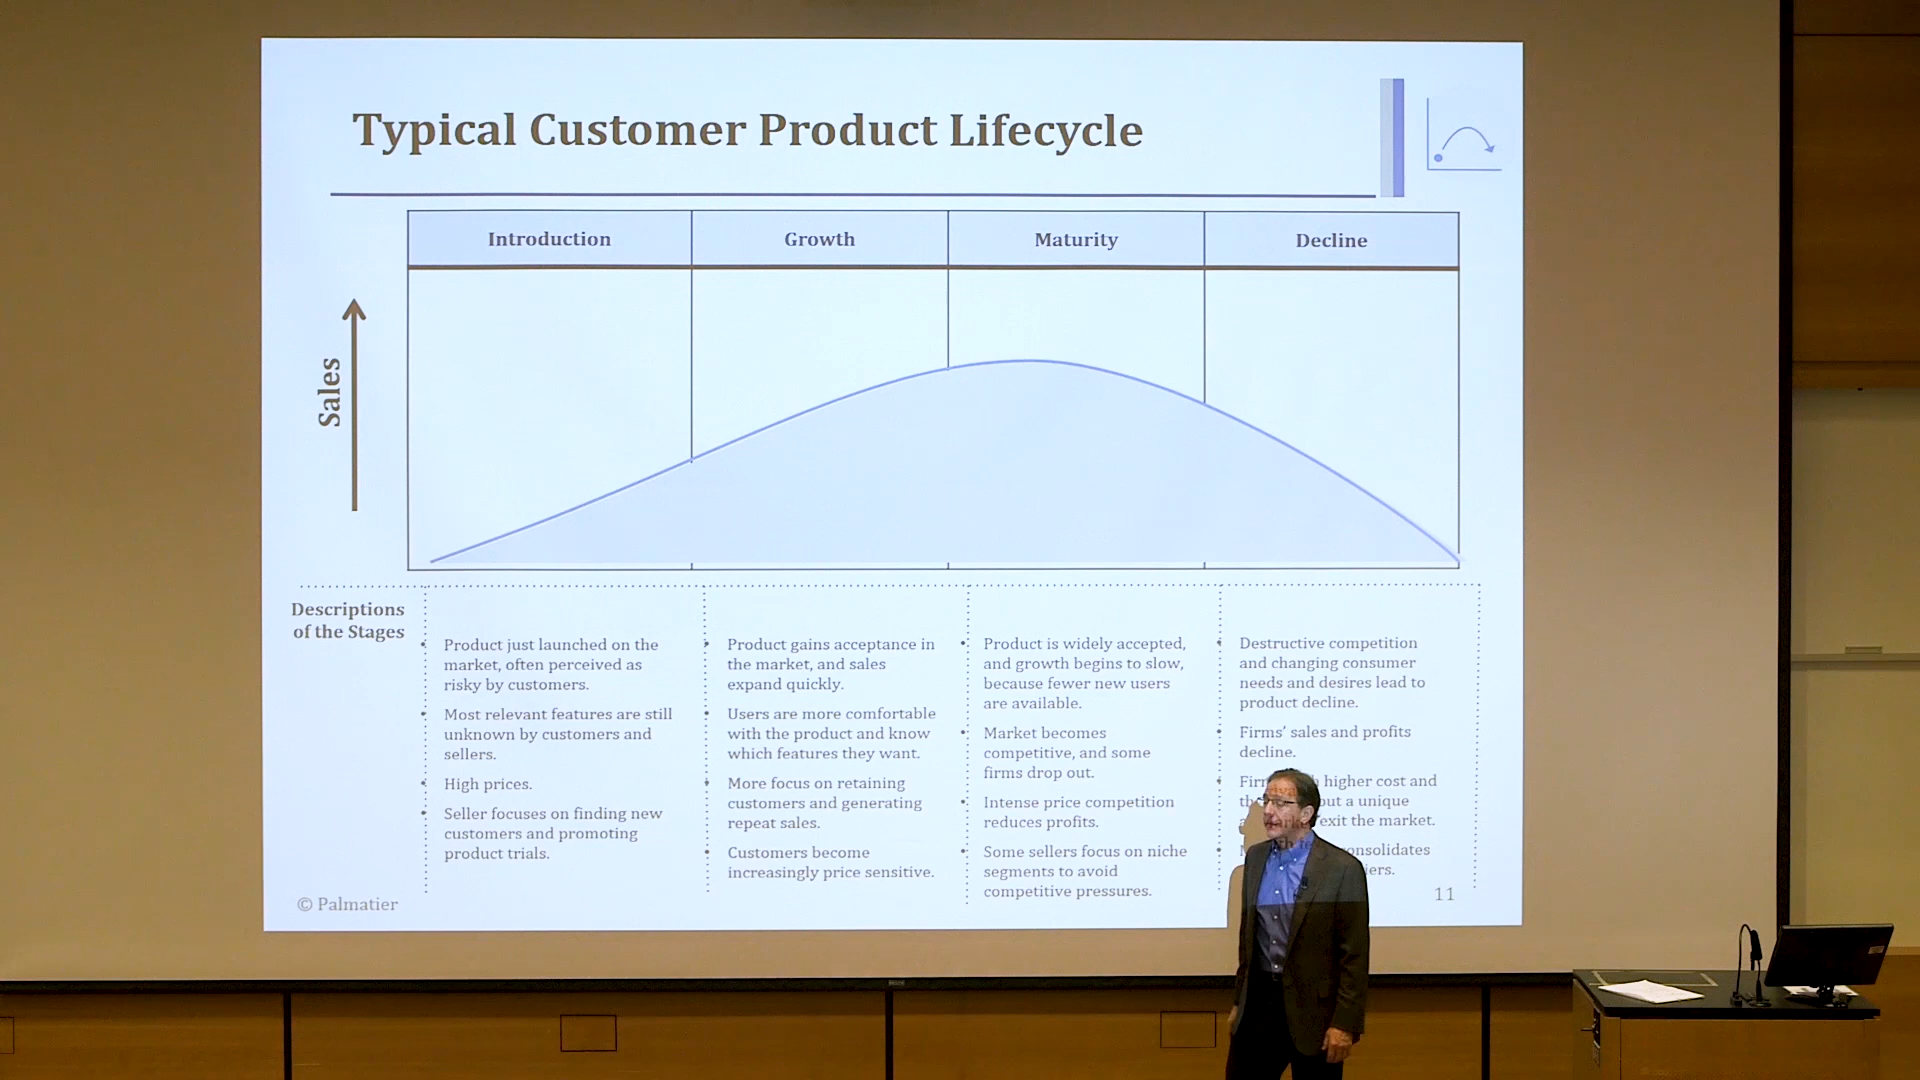 Typical Customer Product Lifecycle
Introduction
Growth
Maturity
Decline
Sales
Descriptions
of the Stages
Product just launched on the
market, often perceived as
risky by customers.
Most relevant features are still
unknown by customers and
sellers.
High prices.
Seller focuses on finding new
customers and promoting
product trials.
Product gains acceptance in
the market, and sales
expand quickly.
Users are more comfortable
with the product and know
which features they want.
More focus on retaining
customers and generating
repeat sales.
Customers become
increasingly price sensitive.
Product is widely accepted,
and growth begins to slow,
because fewer new users
are available.
Market becomes
competitive, and some
firms drop out.
Intense price competition
reduces profits.
Some sellers focus on niche
segments to avoid
competitive pressures.
Destructive competition
and changing consumer
needs and desires lead to
product decline.
Firms’ sales and profits
decline.
higher cost and
a unique
exit the market.
© Palmatier
11